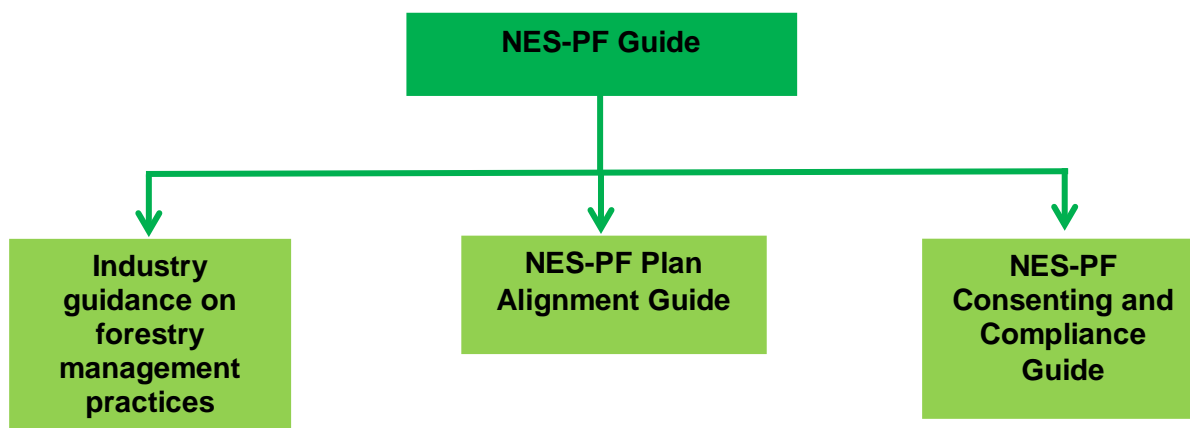 NES-PF Guide
Industry
guidance on
forestry
management
practices
NES-PF Plan
Alignment Guide
NES-PF
Consenting and
Compliance
Guide